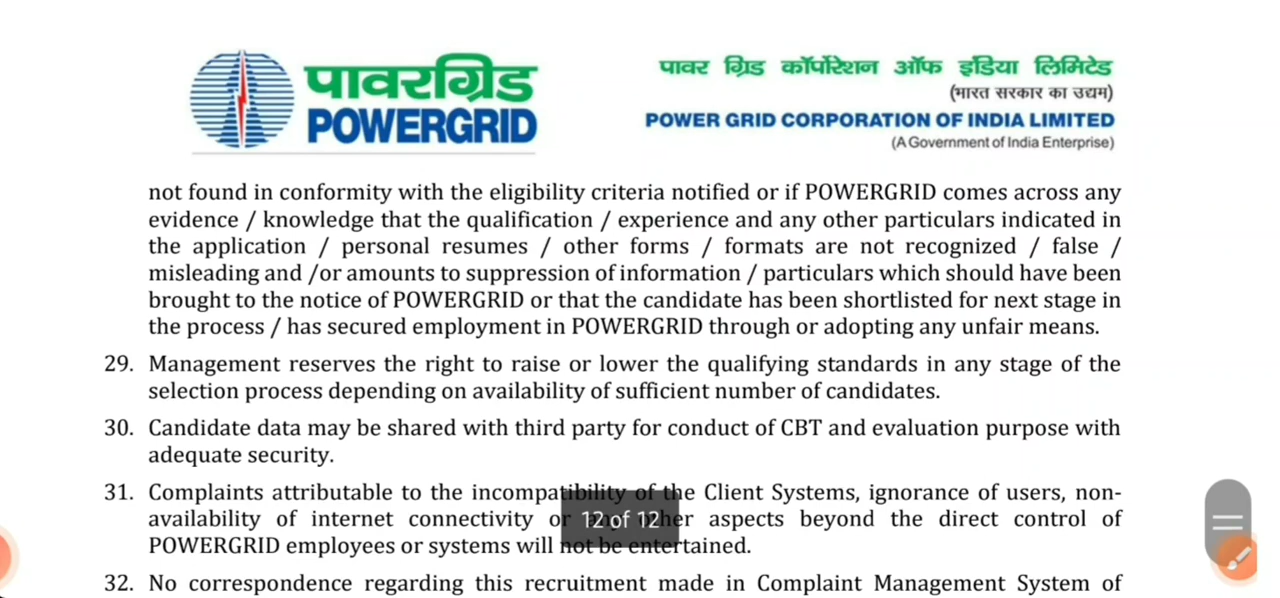 पावरग्रिड
POWERGRID
पावर ग्रिड कॉर्पोरेशन ऑफ इंडिया लिमिटेड
(भारत सरकार का उद्यम)
POWER GRID CORPORATION OF INDIA LIMITED
(A Government of India Enterprise)
not found in conformity with the eligibility criteria notified or if POWERGRID comes across any
evidence / knowledge that the qualification / experience and any other particulars indicated in
the application / personal resumes / other forms / formats are not recognized / false /
misleading and /or amounts to suppression of information / particulars which should have been
brought to the notice of POWERGRID or that the candidate has been shortlisted for next stage in
the process / has secured employment in POWERGRID through or adopting any unfair means.
29. Management reserves the right to raise or lower the qualifying standards in any stage of the
selection process depending on availability of sufficient number of candidates.
30. Candidate data may be shared with third party for conduct of CBT and evaluation purpose with
adequate security.
31. Complaints attributable to the incompatibility of the Client Systems, ignorance of users, non-
availability of internet connectivity or any other aspects beyond the direct control of
12 of 12
POWERGRID employees or systems will not be entertained.
32. No correspondence regarding this recruitment made in Complaint Management System of